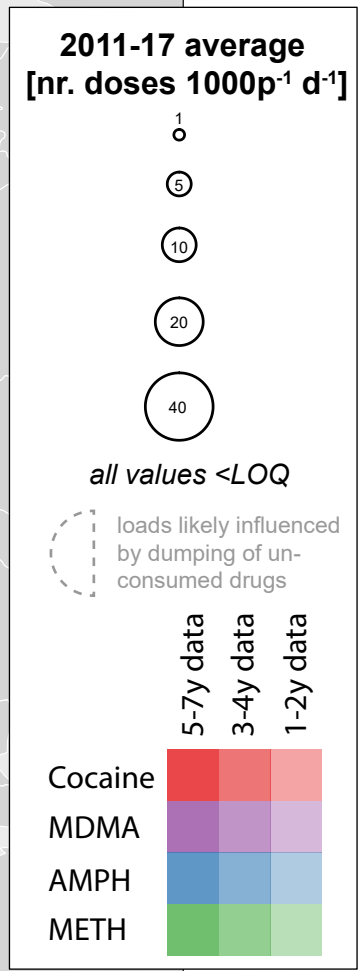 2011-17 average
[nr. doses 1000p⁻¹ d⁻¹]
1
5
10
20
40
all values <LOQ
loads likely influenced
by dumping of un-
consumed drugs
5-7y data
3-4y data
1-2y data
Cocaine
MDMA
AMPH
METH